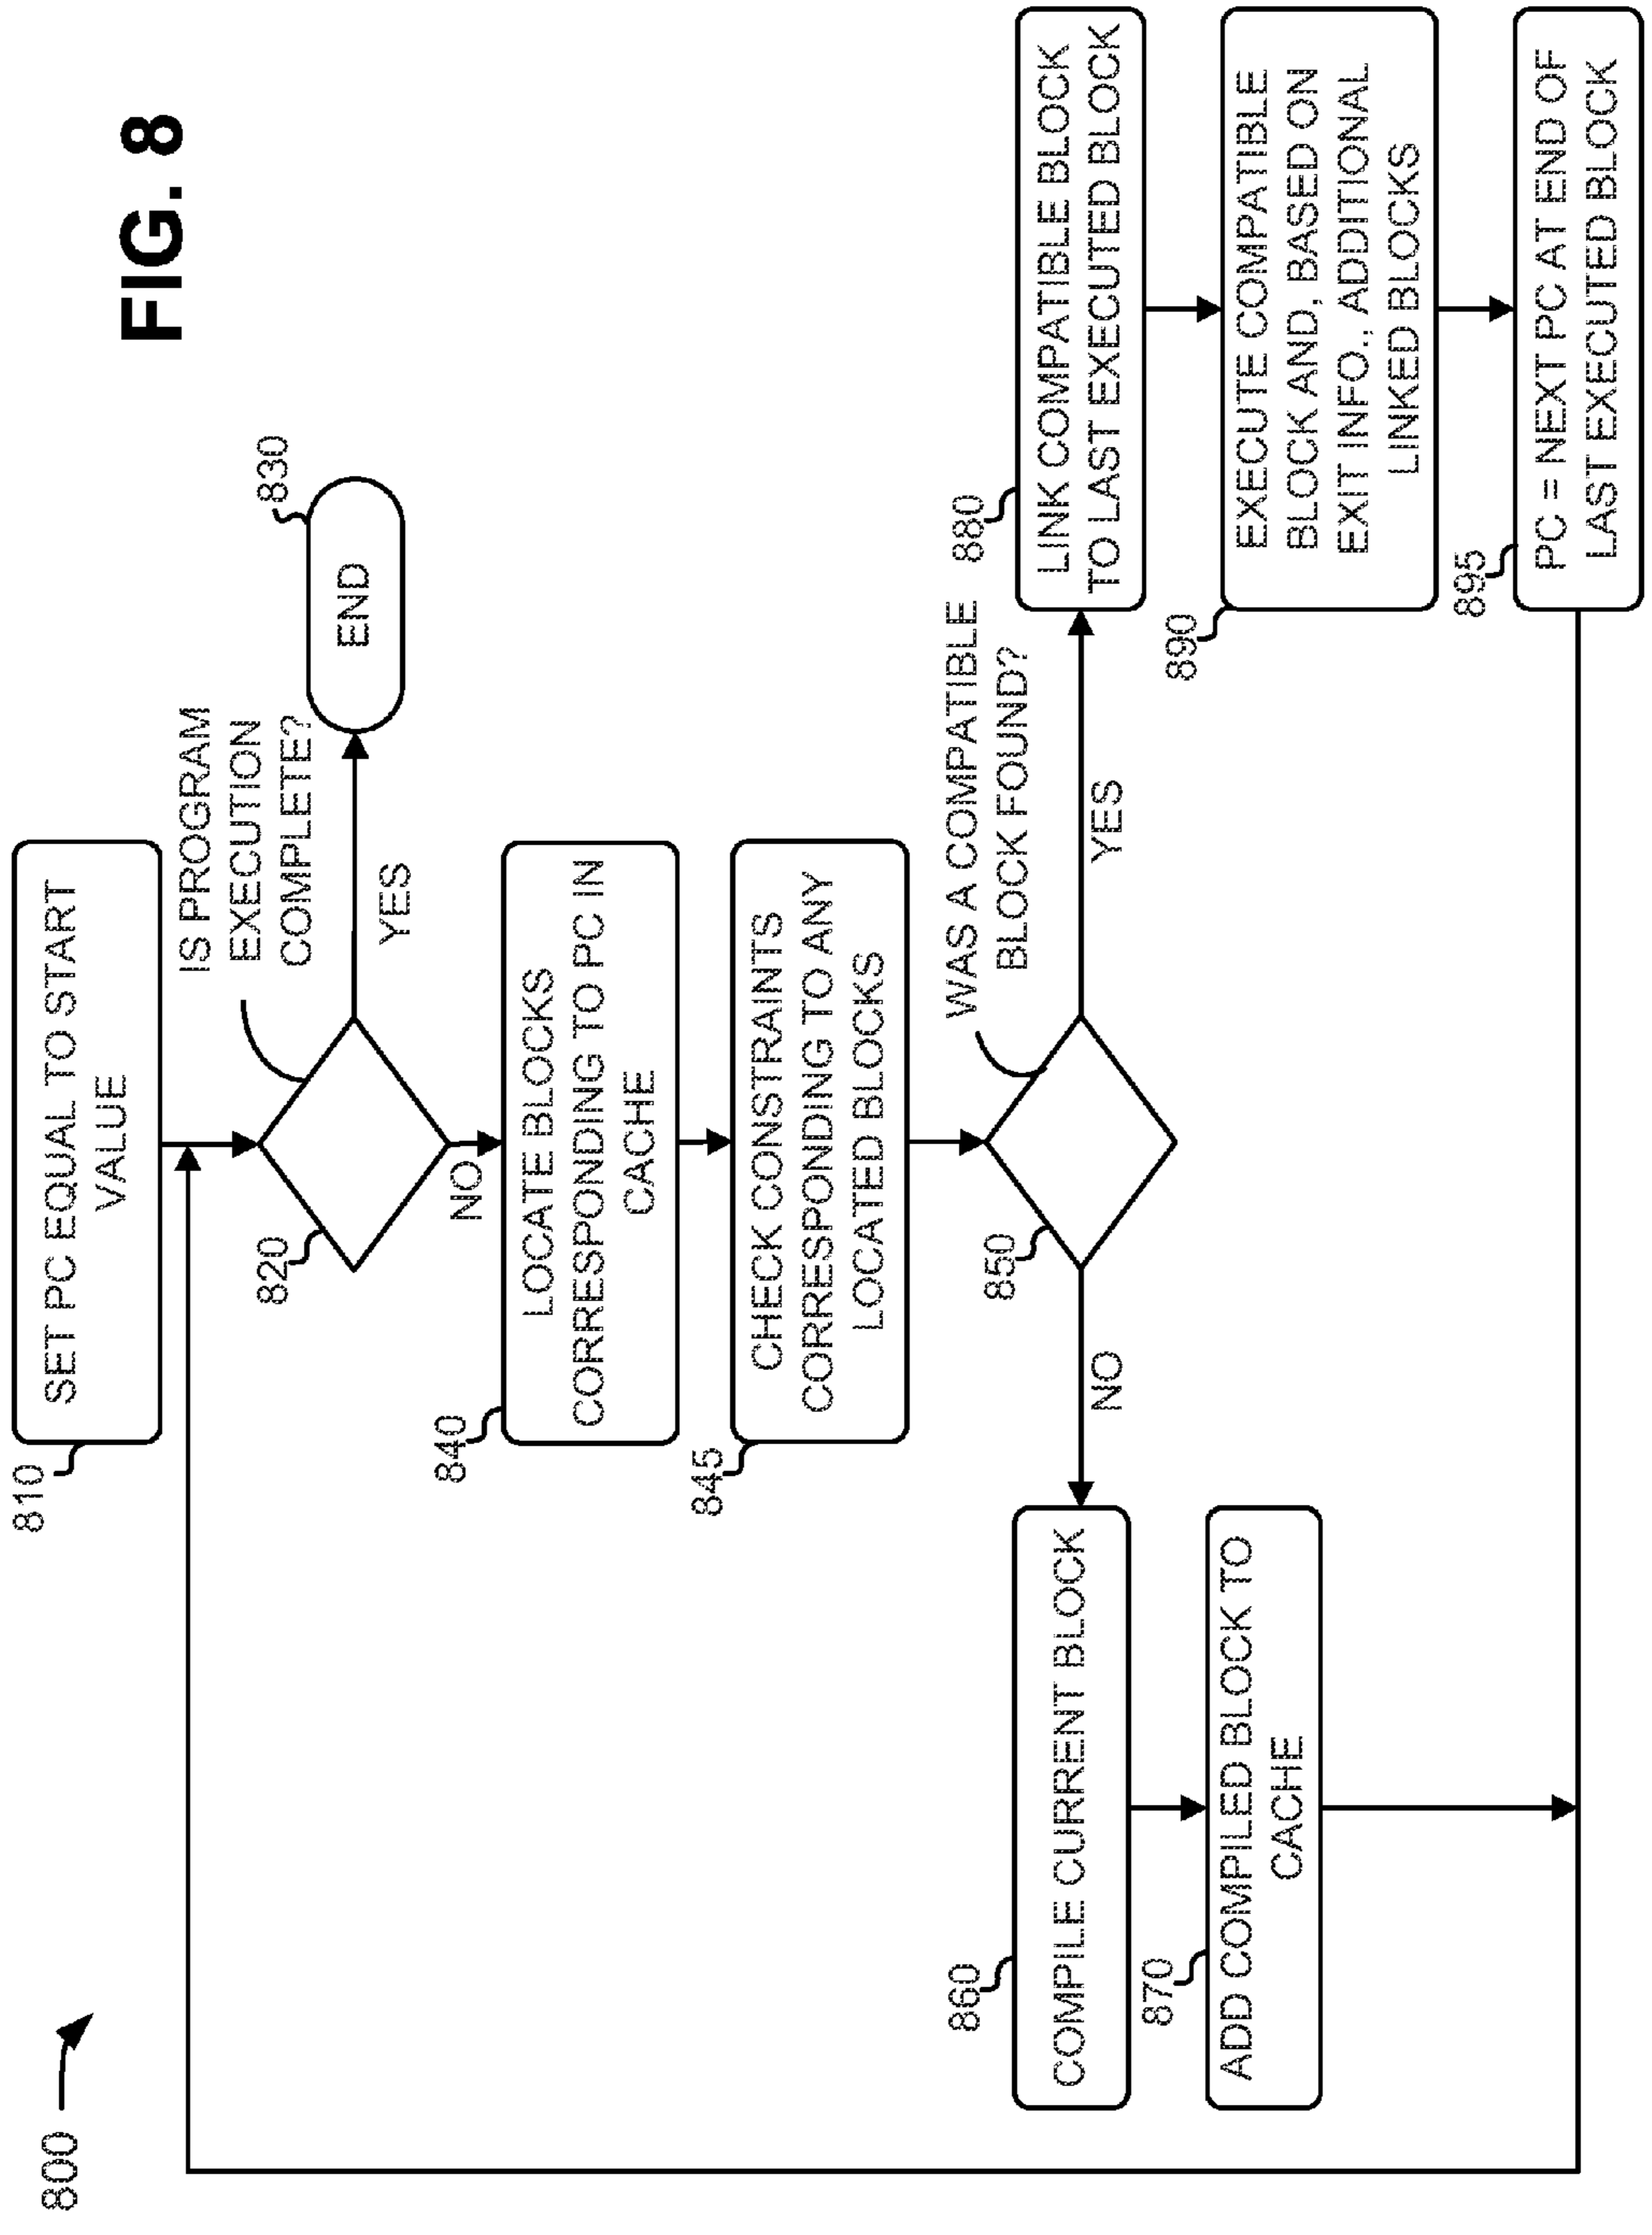 800
FIG. 8
810
SET PC EQUAL TO START
VALUE
IS PROGRAM
EXECUTION
COMPLETE?
820
YES
830
END
NO
840
LOCATE BLOCKS
CORRESPONDING TO PC IN
CACHE
845
CHECK CONSTRAINTS
CORRESPONDING TO ANY
LOCATED BLOCKS
WAS A COMPATIBLE
BLOCK FOUND?
850
NO
YES
860
COMPILE CURRENT BLOCK
870
ADD COMPILED BLOCK TO
CACHE
880
LINK COMPATIBLE BLOCK
TO LAST EXECUTED BLOCK
890
EXECUTE COMPATIBLE
BLOCK AND, BASED ON
EXIT INFO., ADDITIONAL
LINKED BLOCKS
895
PC = NEXT PC AT END OF
LAST EXECUTED BLOCK